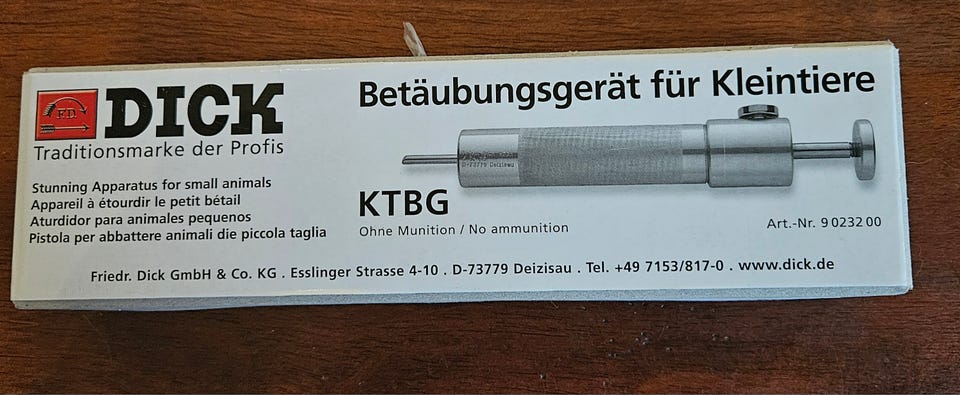 F.D.
DICK
Traditionsmarke der Profis
Stunning Apparatus for small animals
Appareil à étourdir le petit bétail
Aturdidor para animales pequenos
Pistola per abbattere animali die piccola taglia
Betäubungsgerät für Kleintiere
D-73779 Deizisau
KTBG
Ohne Munition / No ammunition
Art.-Nr. 9 0232 00
Friedr. Dick GmbH & Co. KG . Esslinger Strasse 4-10 . D-73779 Deizisau . Tel. +49 7153/817-0 . www.dick.de